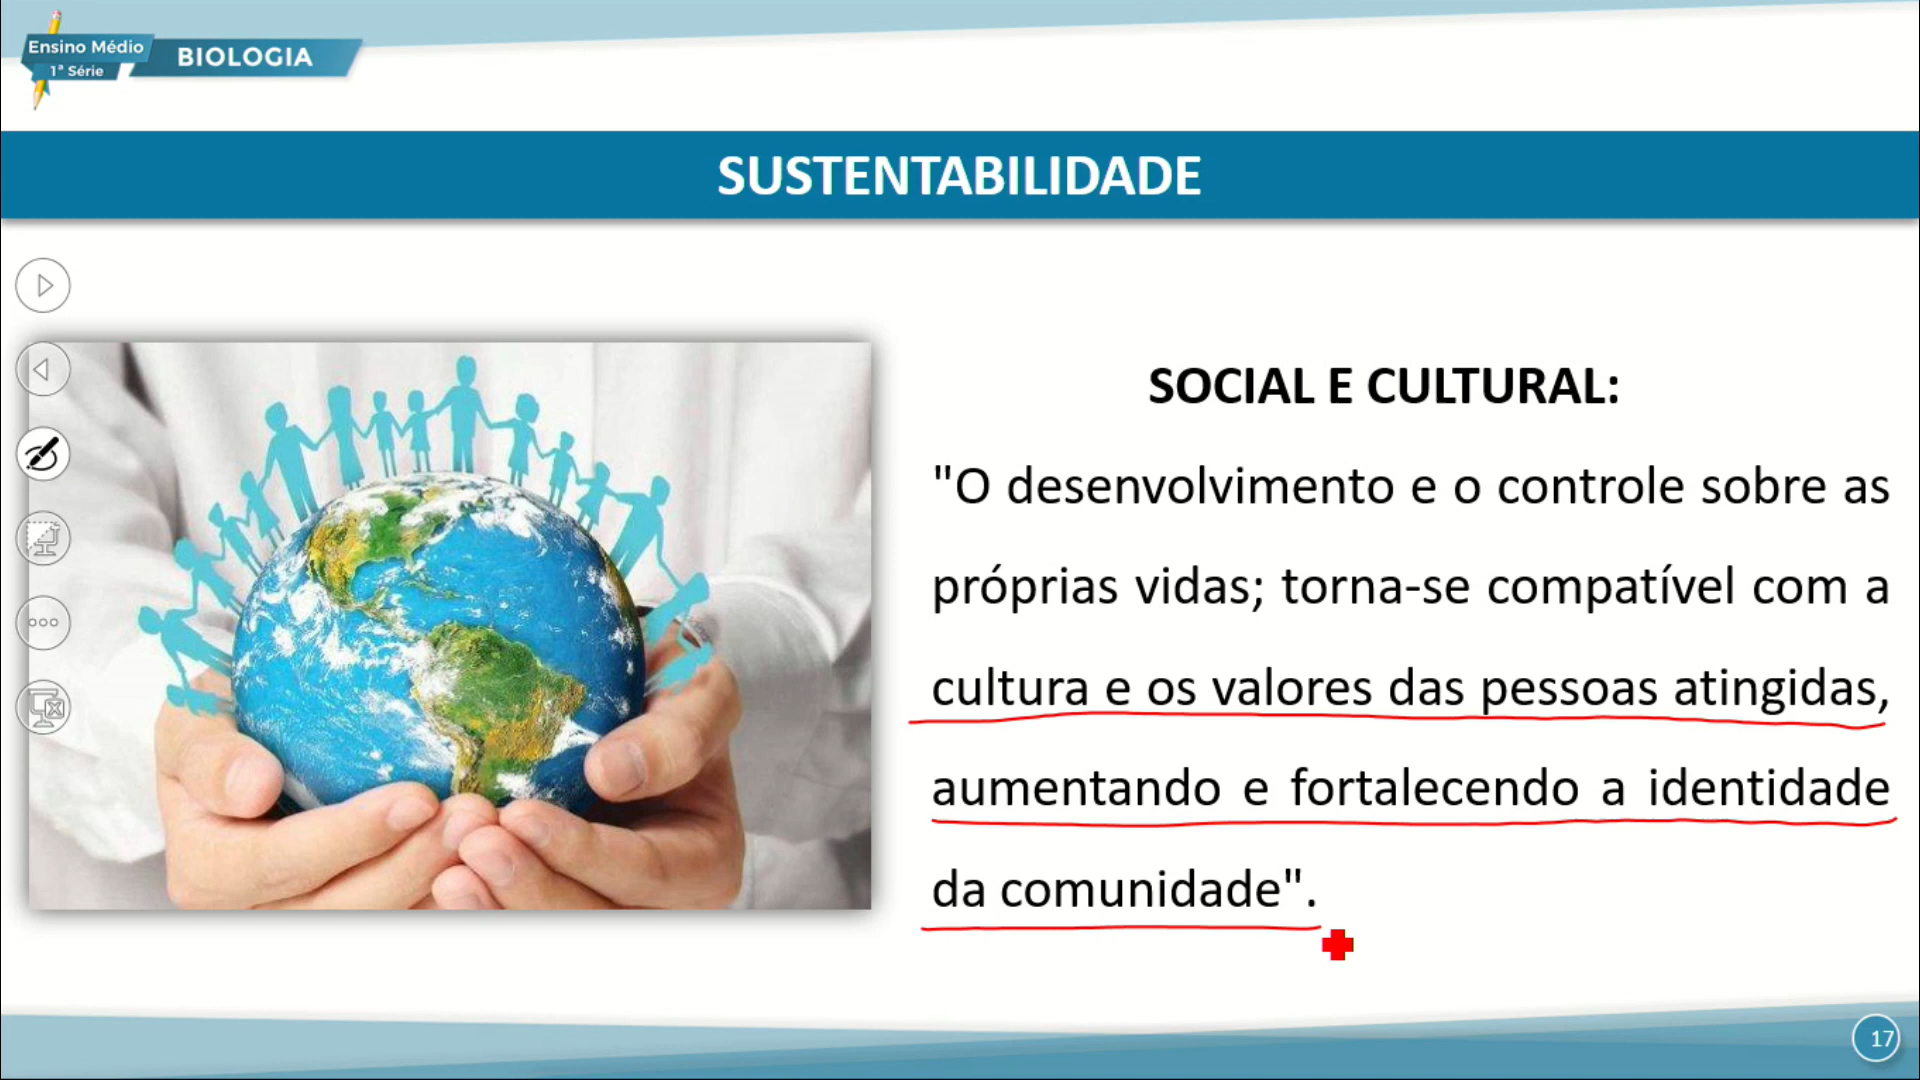 Ensino Médio
1ª Série
BIOLOGIA
SUSTENTABILIDADE
SOCIAL E CULTURAL:
"O desenvolvimento e o controle sobre as
próprias vidas; torna-se compatível com a
cultura e os valores das pessoas atingidas,
aumentando e fortalecendo a identidade
da comunidade".
17